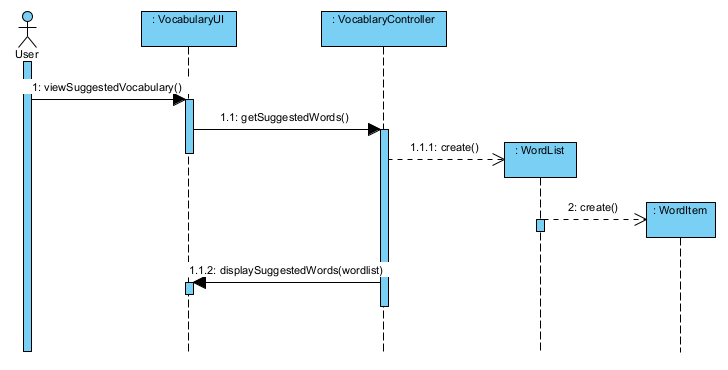 : VocabularyUI
: VocablaryController
User
1: viewSuggestedVocabulary()
1.1: getSuggestedWords()
1.1.1: create()
: WordList
2: create()
: WordItem
1.1.2: displaySuggestedWords(wordlist)